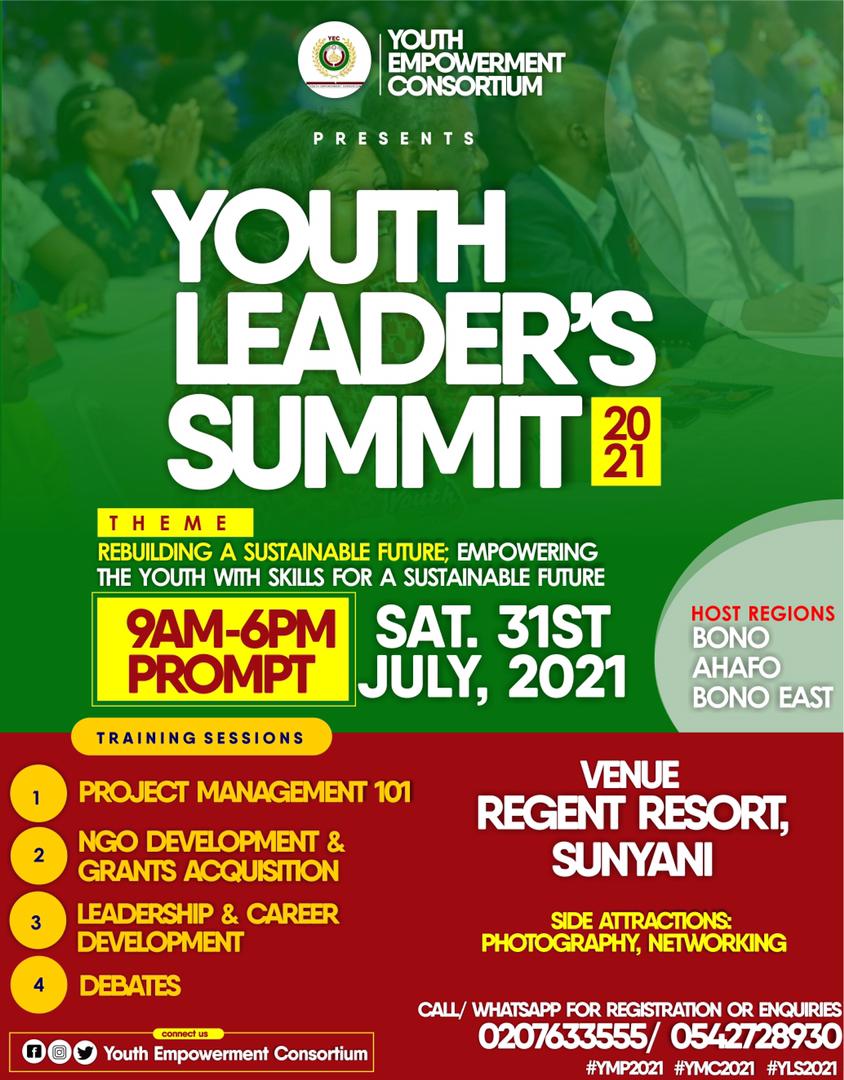 YEC
YOUTH
EMPOWERMENT
CONSORTIUM
PRESENTS
YOUTH
LEADER'S
SUMMIT
20
21
THEME
REBUILDING A SUSTAINABLE FUTURE; EMPOWERING
THE YOUTH WITH SKILLS FOR A SUSTAINABLE FUTURE
9AM-6PM
PROMPT
SAT. 31ST
JULY, 2021
HOST REGIONS
BONO
AHAFO
BONO EAST
TRAINING SESSIONS
1 PROJECT MANAGEMENT 101
2 NGO DEVELOPMENT &
GRANTS ACQUISITION
3 LEADERSHIP & CAREER
DEVELOPMENT
4 DEBATES
VENUE
REGENT RESORT,
SUNYANI
SIDE ATTRACTIONS:
PHOTOGRAPHY, NETWORKING
CALL/ WHATSAPP FOR REGISTRATION OR ENQUIRIES
0207633555/ 0542728930
#YMP2021 #YMC2021 #YLS2021
connect us
Youth Empowerment Consortium